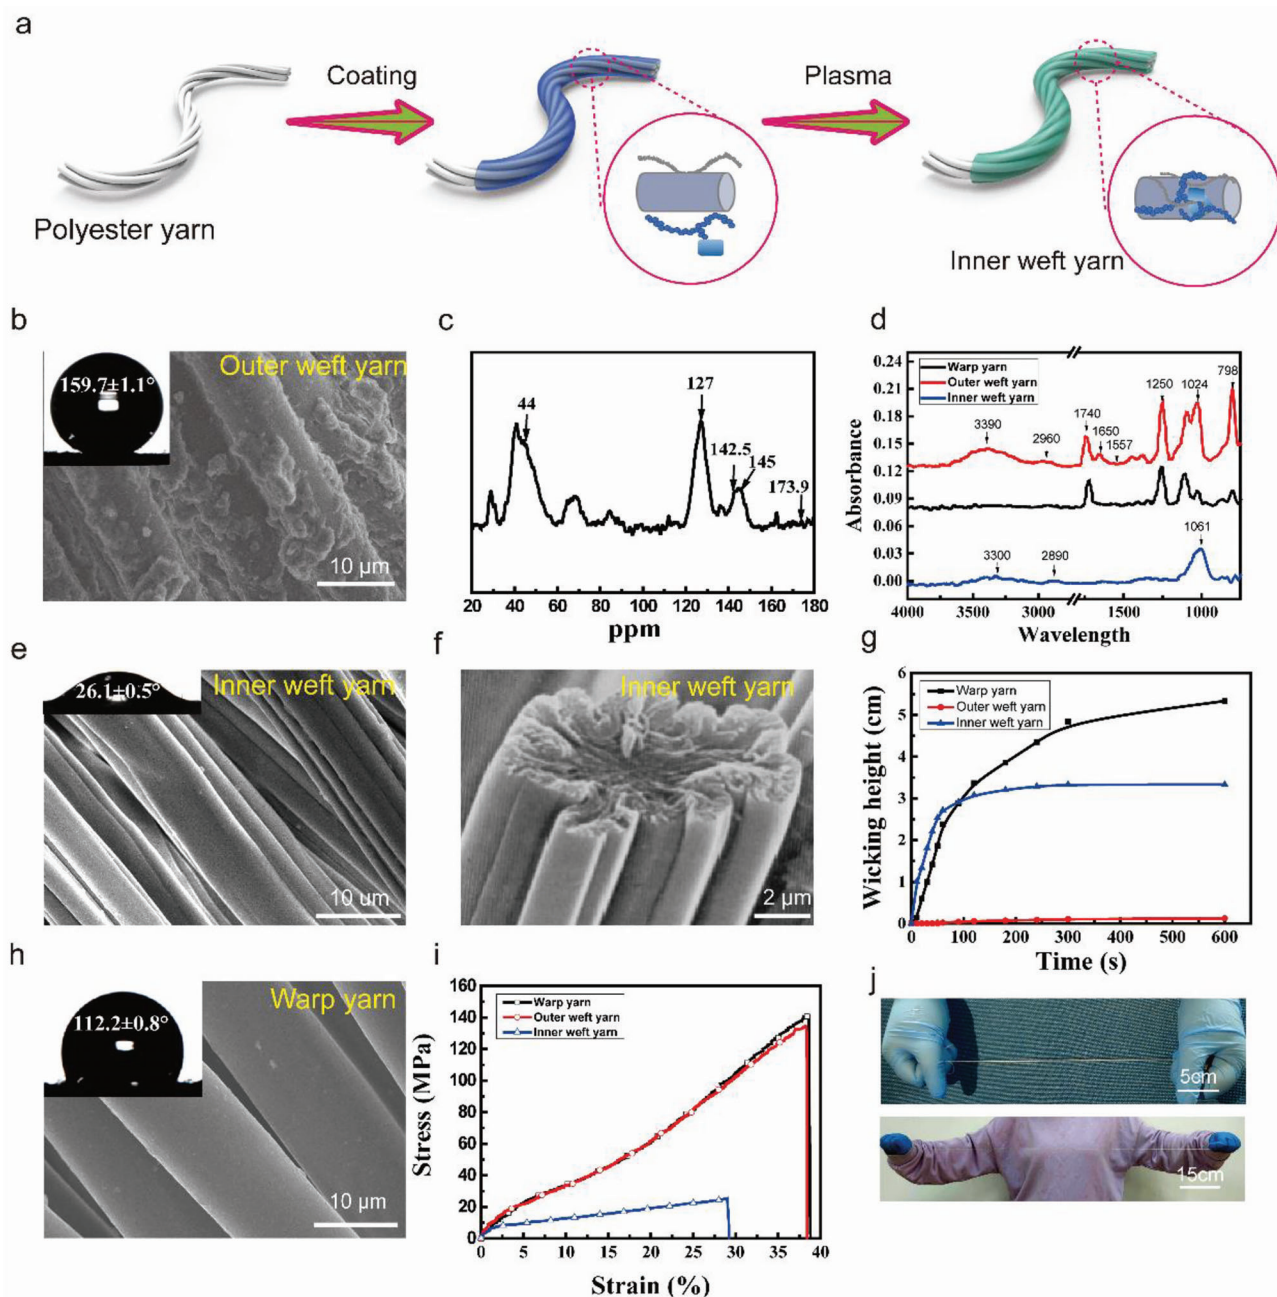 a
Coating
Plasma
Polyester yarn
Inner weft yarn
b
Outer weft yarn
159.7±1.1°
10 µm
c
44
127
142.5
145
173.9
20 40 60 80 100 120 140 160 180
ppm
d
Absorbance
0.24
0.21
0.18
0.15
0.12
0.09
0.06
0.03
0.00
Warp yarn
Outer weft yarn
Inner weft yarn
3390
2960
1740
1650
1557
1250
1024
798
3300
2890
1061
4000 3000 1500 1000
Wavelength
e
Inner weft yarn
26.1±0.5°
10 um
f
Inner weft yarn
2 µm
g
Wicking height (cm)
6
5
4
3
2
1
0
Warp yarn
Outer weft yarn
Inner weft yarn
0 100 200 300 400 500 600
Time (s)
h
Warp yarn
112.2±0.8°
10 µm
i
Stress (MPa)
160
140
120
100
80
60
40
20
0
Warp yarn
Outer weft yarn
Inner weft yarn
0 5 10 15 20 25 30 35 40
Strain (%)
j
5cm
15cm